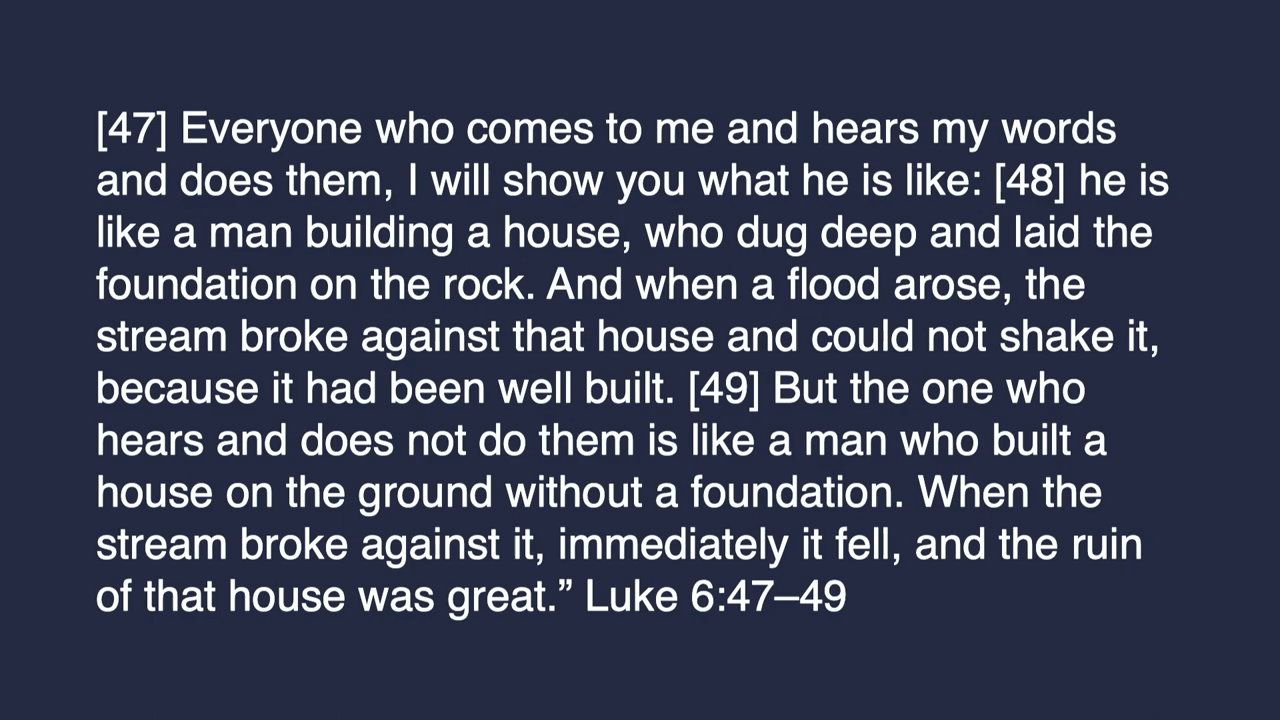 [47] Everyone who comes to me and hears my words
and does them, I will show you what he is like: [48] he is
like a man building a house, who dug deep and laid the
foundation on the rock. And when a flood arose, the
stream broke against that house and could not shake it,
because it had been well built. [49] But the one who
hears and does not do them is like a man who built a
house on the ground without a foundation. When the
stream broke against it, immediately it fell, and the ruin
of that house was great.” Luke 6:47–49